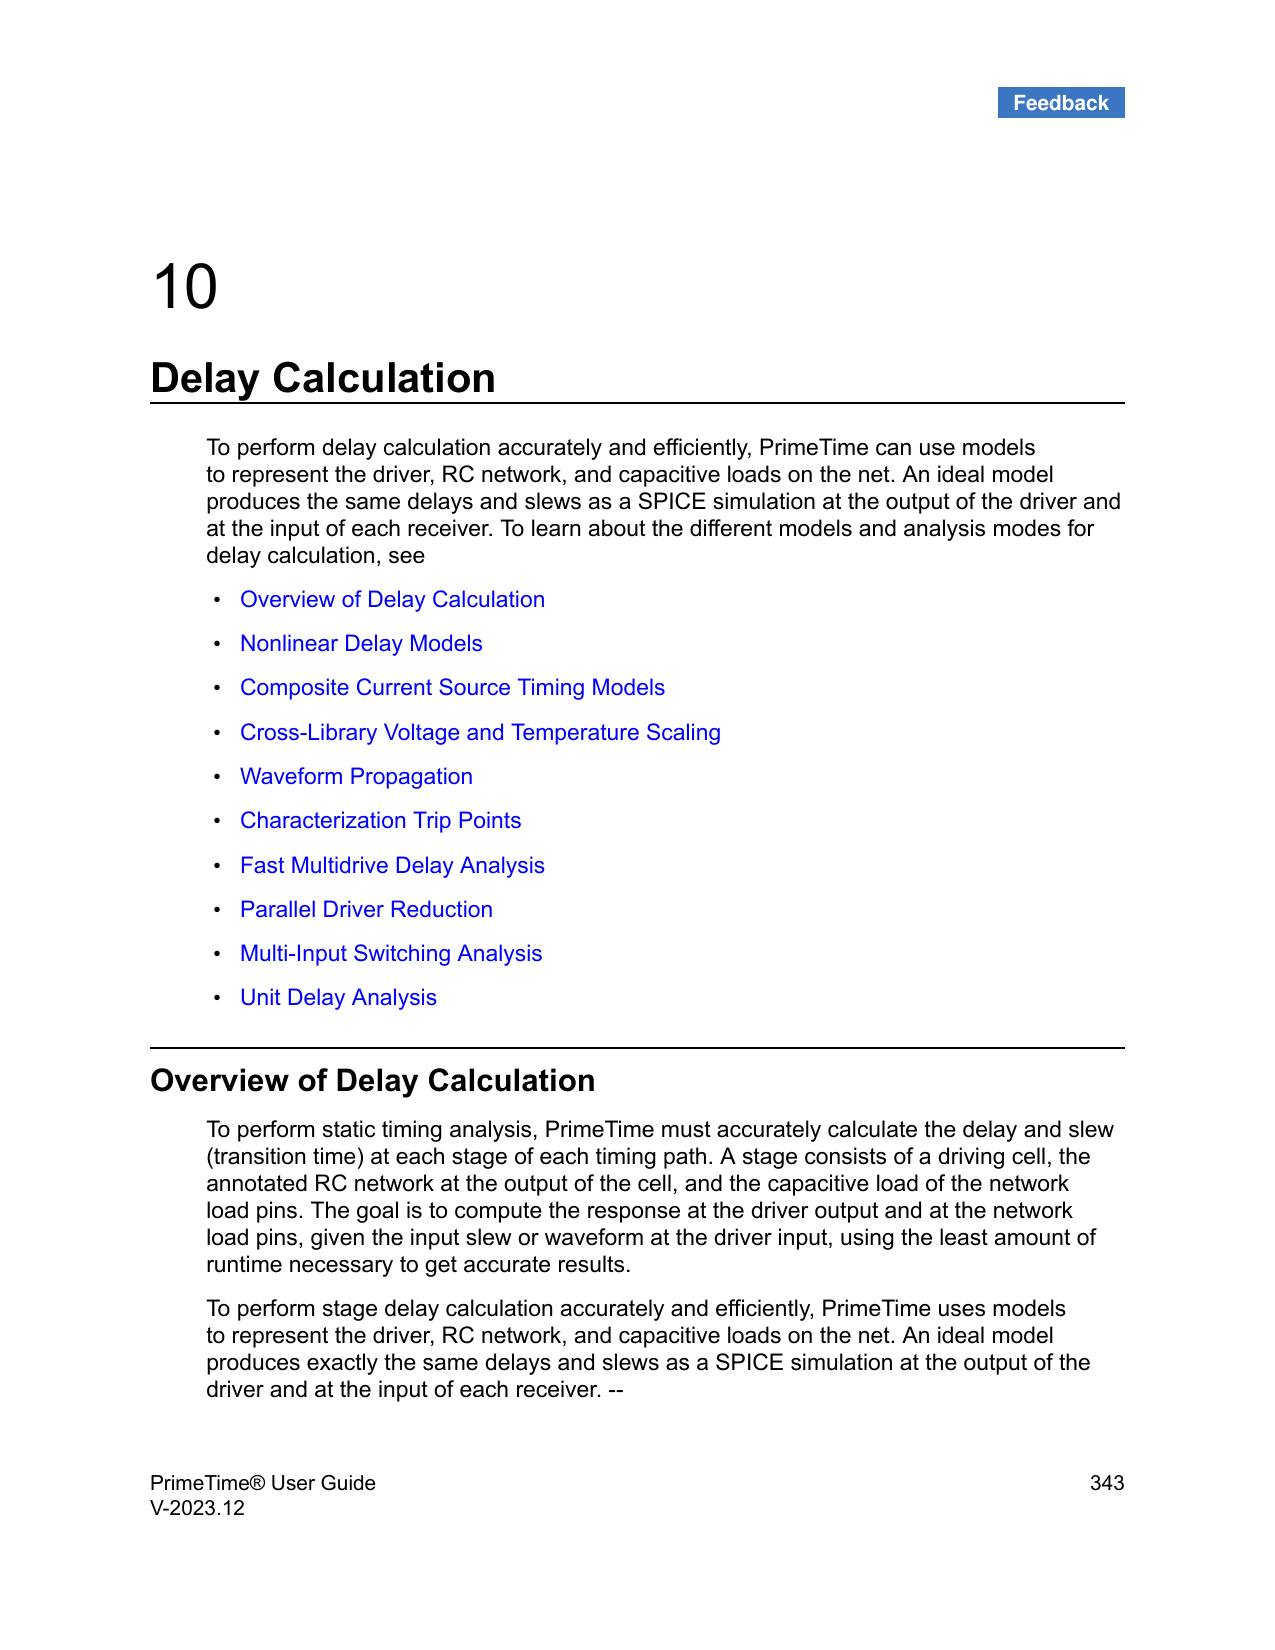 Feedback
10
Delay Calculation
To perform delay calculation accurately and efficiently, PrimeTime can use models
to represent the driver, RC network, and capacitive loads on the net. An ideal model
produces the same delays and slews as a SPICE simulation at the output of the driver and
at the input of each receiver. To learn about the different models and analysis modes for
delay calculation, see
• Overview of Delay Calculation
• Nonlinear Delay Models
• Composite Current Source Timing Models
• Cross-Library Voltage and Temperature Scaling
• Waveform Propagation
• Characterization Trip Points
• Fast Multidrive Delay Analysis
• Parallel Driver Reduction
• Multi-Input Switching Analysis
• Unit Delay Analysis
Overview of Delay Calculation
To perform static timing analysis, PrimeTime must accurately calculate the delay and slew
(transition time) at each stage of each timing path. A stage consists of a driving cell, the
annotated RC network at the output of the cell, and the capacitive load of the network
load pins. The goal is to compute the response at the driver output and at the network
load pins, given the input slew or waveform at the driver input, using the least amount of
runtime necessary to get accurate results.
To perform stage delay calculation accurately and efficiently, PrimeTime uses models
to represent the driver, RC network, and capacitive loads on the net. An ideal model
produces exactly the same delays and slews as a SPICE simulation at the output of the
driver and at the input of each receiver. --
PrimeTime® User Guide 343
V-2023.12